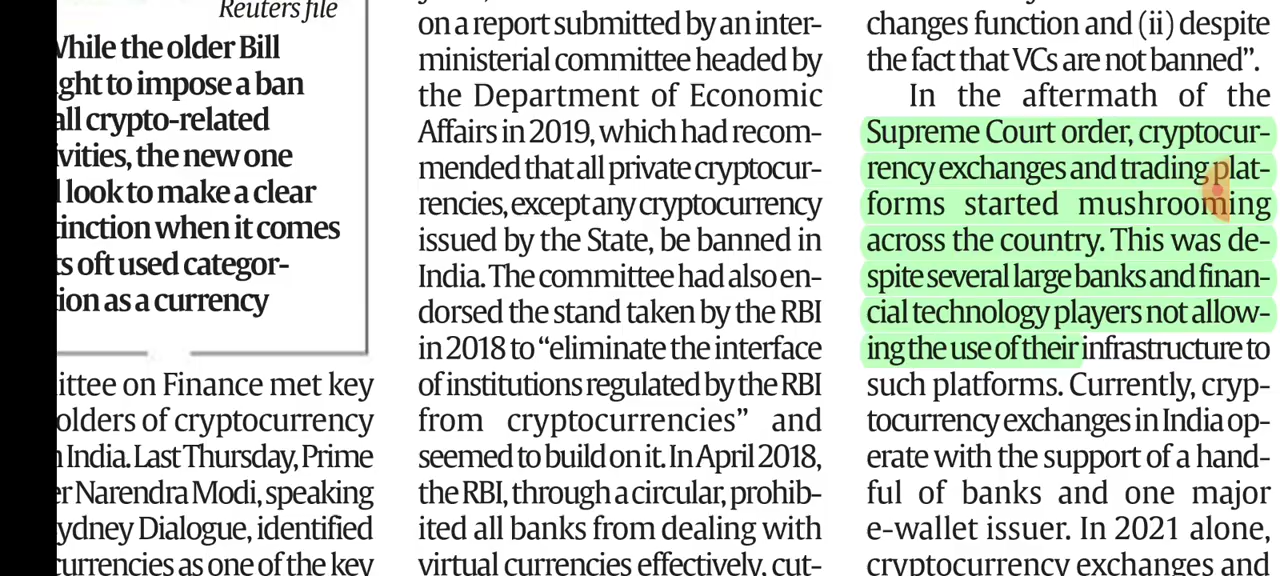 Reuters file
While the older Bill
ght to impose a ban
all crypto-related
ivities, the new one
l look to make a clear
tinction when it comes
ts oft used categor-
tion as a currency
ittee on Finance met key
olders of cryptocurrency
n India. Last Thursday, Prime
er Narendra Modi, speaking
ydney Dialogue, identified
currencies as one of the key
on a report submitted by an inter-
ministerial committee headed by
the Department of Economic
Affairs in 2019, which had recom-
mended that all private cryptocur-
rencies, except any cryptocurrency
issued by the State, be banned in
India. The committee had also en-
dorsed the stand taken by the RBI
in 2018 to “eliminate the interface
of institutions regulated by the RBI
from cryptocurrencies” and
seemed to build on it. In April 2018,
the RBI, through a circular, prohib-
ited all banks from dealing with
virtual currencies effectively, cut-
changes function and (ii) despite
the fact that VCs are not banned”.
In the aftermath of the
Supreme Court order, cryptocur-
rency exchanges and trading plat-
forms started mushrooming
across the country. This was de-
spite several large banks and finan-
cial technology players not allow-
ing the use of their infrastructure to
such platforms. Currently, cryp-
tocurrency exchanges in India op-
erate with the support of a hand-
ful of banks and one major
e-wallet issuer. In 2021 alone,
cryptocurrency exchanges and